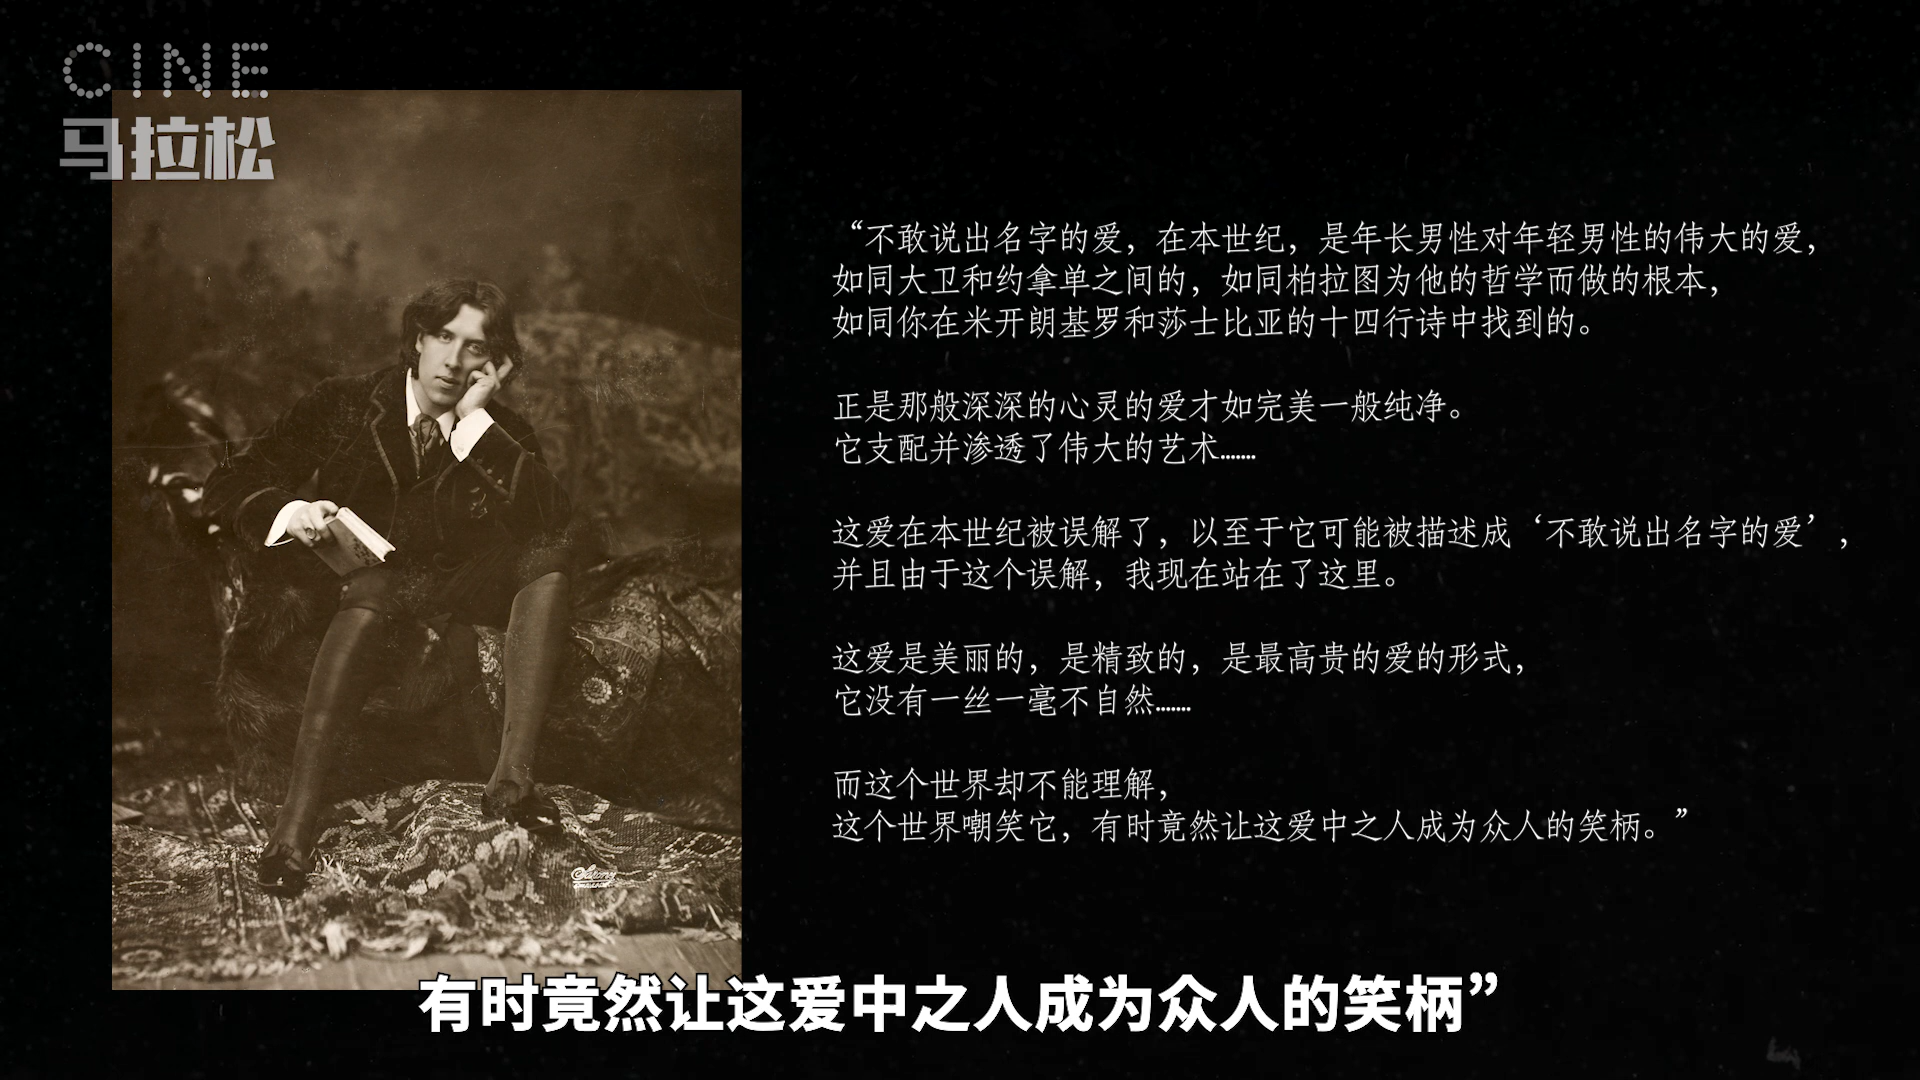 CINE
马拉松
“不敢说出名字的爱，在本世纪，是年长男性对年轻男性的伟大的爱，
如同大卫和约拿单之间的，如同柏拉图为他的哲学而做的根本，
如同你在米开朗基罗和莎士比亚的十四行诗中找到的。
正是那般深深的心灵的爱才如完美一般纯净。
它支配并渗透了伟大的艺术……
这爱在本世纪被误解了，以至于它可能被描述成‘不敢说出名字的爱’，
并且由于这个误解，我现在站在了这里。
这爱是美丽的，是精致的，是最高贵的爱的形式，
它没有一丝一毫不自然……
而这个世界却不能理解，
这个世界嘲笑它，有时竟然让这爱中之人成为众人的笑柄。”
Sarony
有时竟然让这爱中之人成为众人的笑柄”